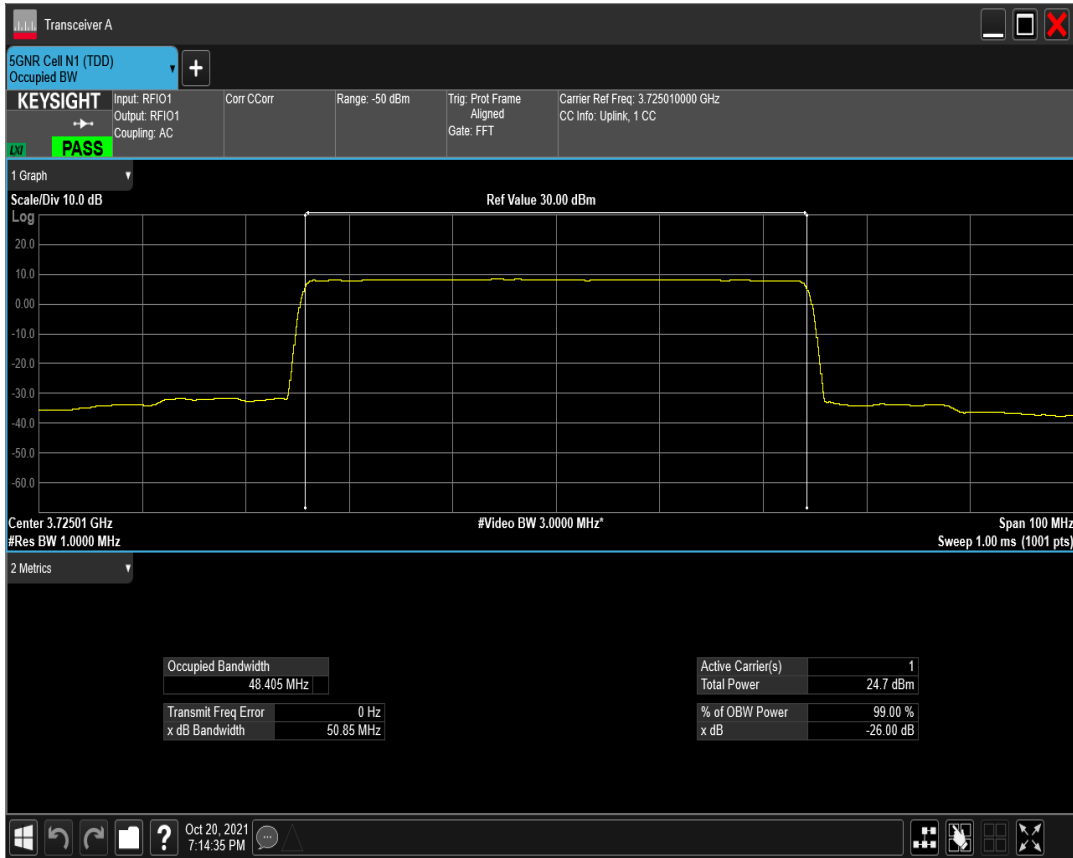 Transceiver A
5GNR Cell N1 (TDD)
Occupied BW
KEYSIGHT
LXI
PASS
Input: RFIO1
Output: RFIO1
Coupling: AC
Corr CCorr
Range: -50 dBm
Trig: Prot Frame
Aligned
Gate: FFT
Carrier Ref Freq: 3.725010000 GHz
CC Info: Uplink, 1 CC
1 Graph
Scale/Div 10.0 dB
Ref Value 30.00 dBm
Log
20.0
10.0
0.00
-10.0
-20.0
-30.0
-40.0
-50.0
-60.0
Center 3.72501 GHz
#Video BW 3.0000 MHz*
Span 100 MHz
#Res BW 1.0000 MHz
Sweep 1.00 ms (1001 pts)
2 Metrics
Occupied Bandwidth
48.405 MHz
Transmit Freq Error 0 Hz
x dB Bandwidth 50.85 MHz
Active Carrier(s) 1
Total Power 24.7 dBm
% of OBW Power 99.00 %
x dB -26.00 dB
Oct 20, 2021
7:14:35 PM